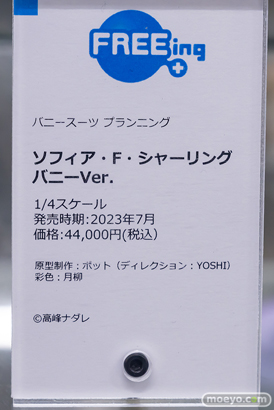 FREEing
バニースーツ プランニング
ソフィア・F・シャーリング
バニーVer.
1/4スケール
発売時期:2023年7月
価格:44,000円(税込)
原型制作：ボット（ディレクション：YOSHI）
彩色：月柳
©高峰ナダレ
moeyo.com